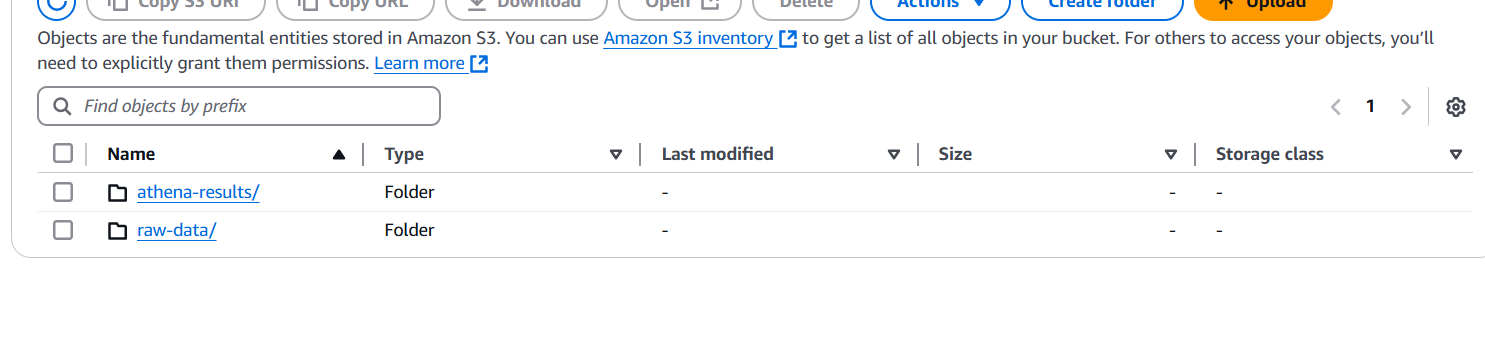 Copy S3 URI Copy URL Download Open Delete Actions Create folder Upload
Objects are the fundamental entities stored in Amazon S3. You can use Amazon S3 inventory to get a list of all objects in your bucket. For others to access your objects, you’ll
need to explicitly grant them permissions. Learn more
Find objects by prefix 1
Name Type Last modified Size Storage class
athena-results/ Folder - - -
raw-data/ Folder - - -